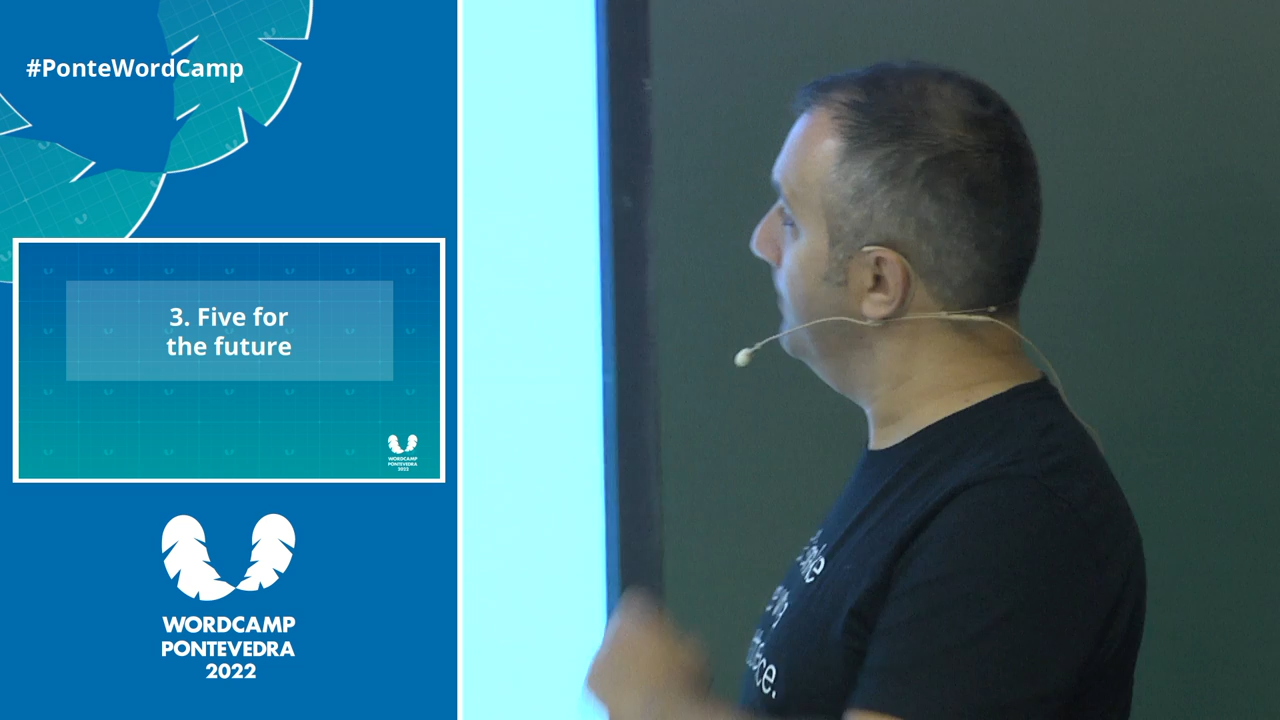 #PonteWordCamp
3. Five for
the future
WORDCAMP
PONTEVEDRA
2022
WORDCAMP
PONTEVEDRA
2022